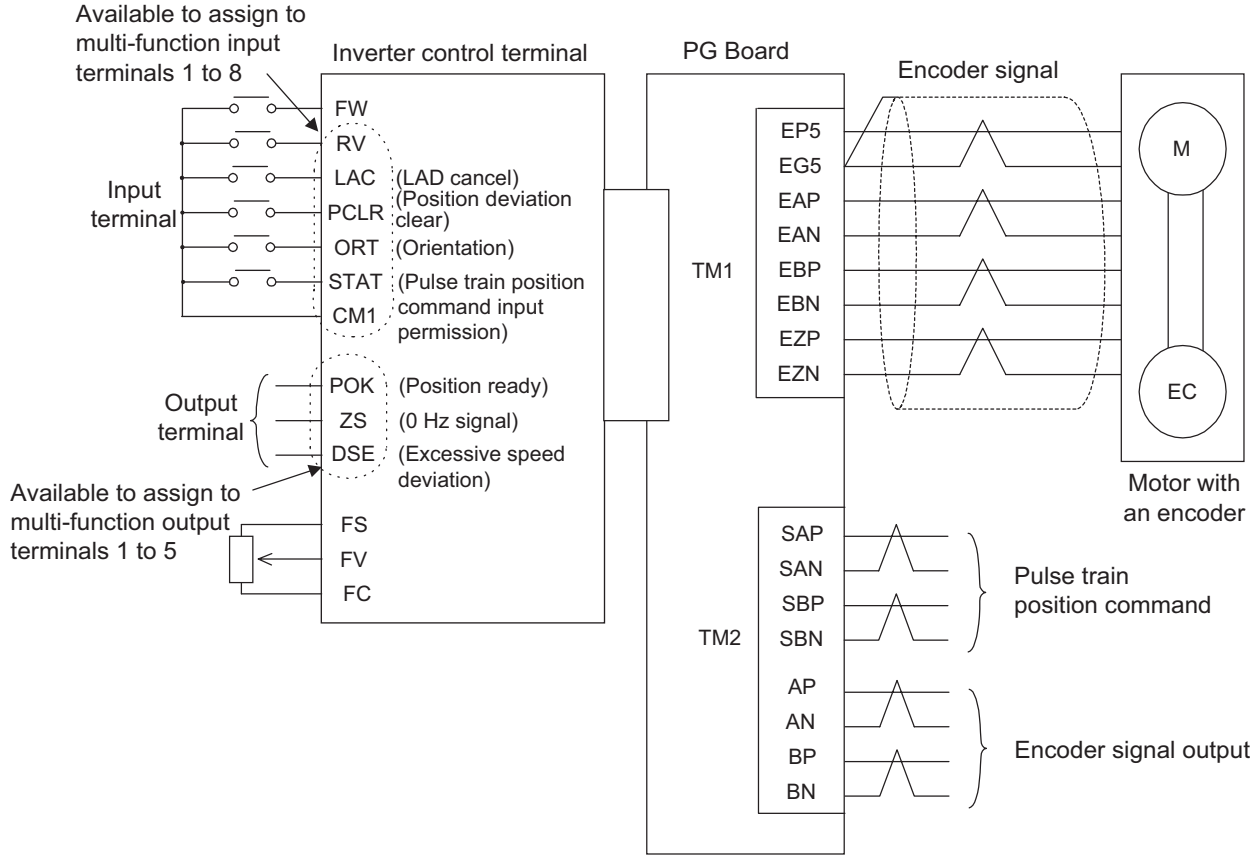 Available to assign to
multi-function input
terminals 1 to 8
Inverter control terminal
PG Board
Encoder signal
Input
terminal
FW
RV
LAC (LAD cancel)
PCLR (Position deviation
clear)
ORT (Orientation)
STAT (Pulse train position
command input
permission)
CM1
Output
terminal
POK (Position ready)
ZS (0 Hz signal)
DSE (Excessive speed
deviation)
Available to assign to
multi-function output
terminals 1 to 5
FS
FV
FC
TM1
EP5
EG5
EAP
EAN
EBP
EBN
EZP
EZN
M
EC
Motor with
an encoder
TM2
SAP
SAN
SBP
SBN
Pulse train
position command
AP
AN
BP
BN
Encoder signal output